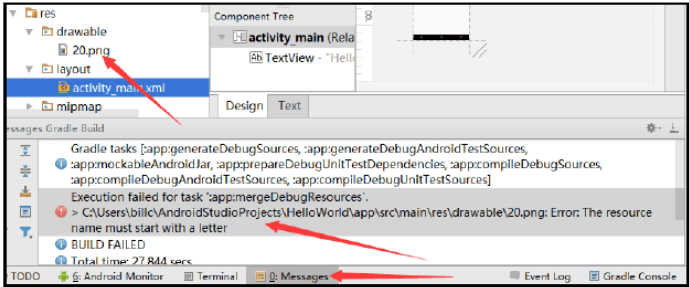 res
drawable
20.png
layout
activity_main.xml
mipmap
Component Tree
activity_main (Rela
Ab TextView - "Hell
8
Design Text
essages Gradle Build
Gradle tasks [:app:generateDebugSources, :app:generateDebugAndroidTestSources,
:app:mockableAndroidJar, :app:prepareDebugUnitTestDependencies, :app:compileDebugSources,
:app:compileDebugAndroidTestSources, :app:compileDebugUnitTestSources]
Execution failed for task ':app:mergeDebugResources'.
> C:\Users\billc\AndroidStudioProjects\HelloWorld\app\src\main\res\drawable\20.png: Error: The resource
name must start with a letter
BUILD FAILED
Total time: 27.844 secs
TODO 6: Android Monitor Terminal 0: Messages Event Log Gradle Console